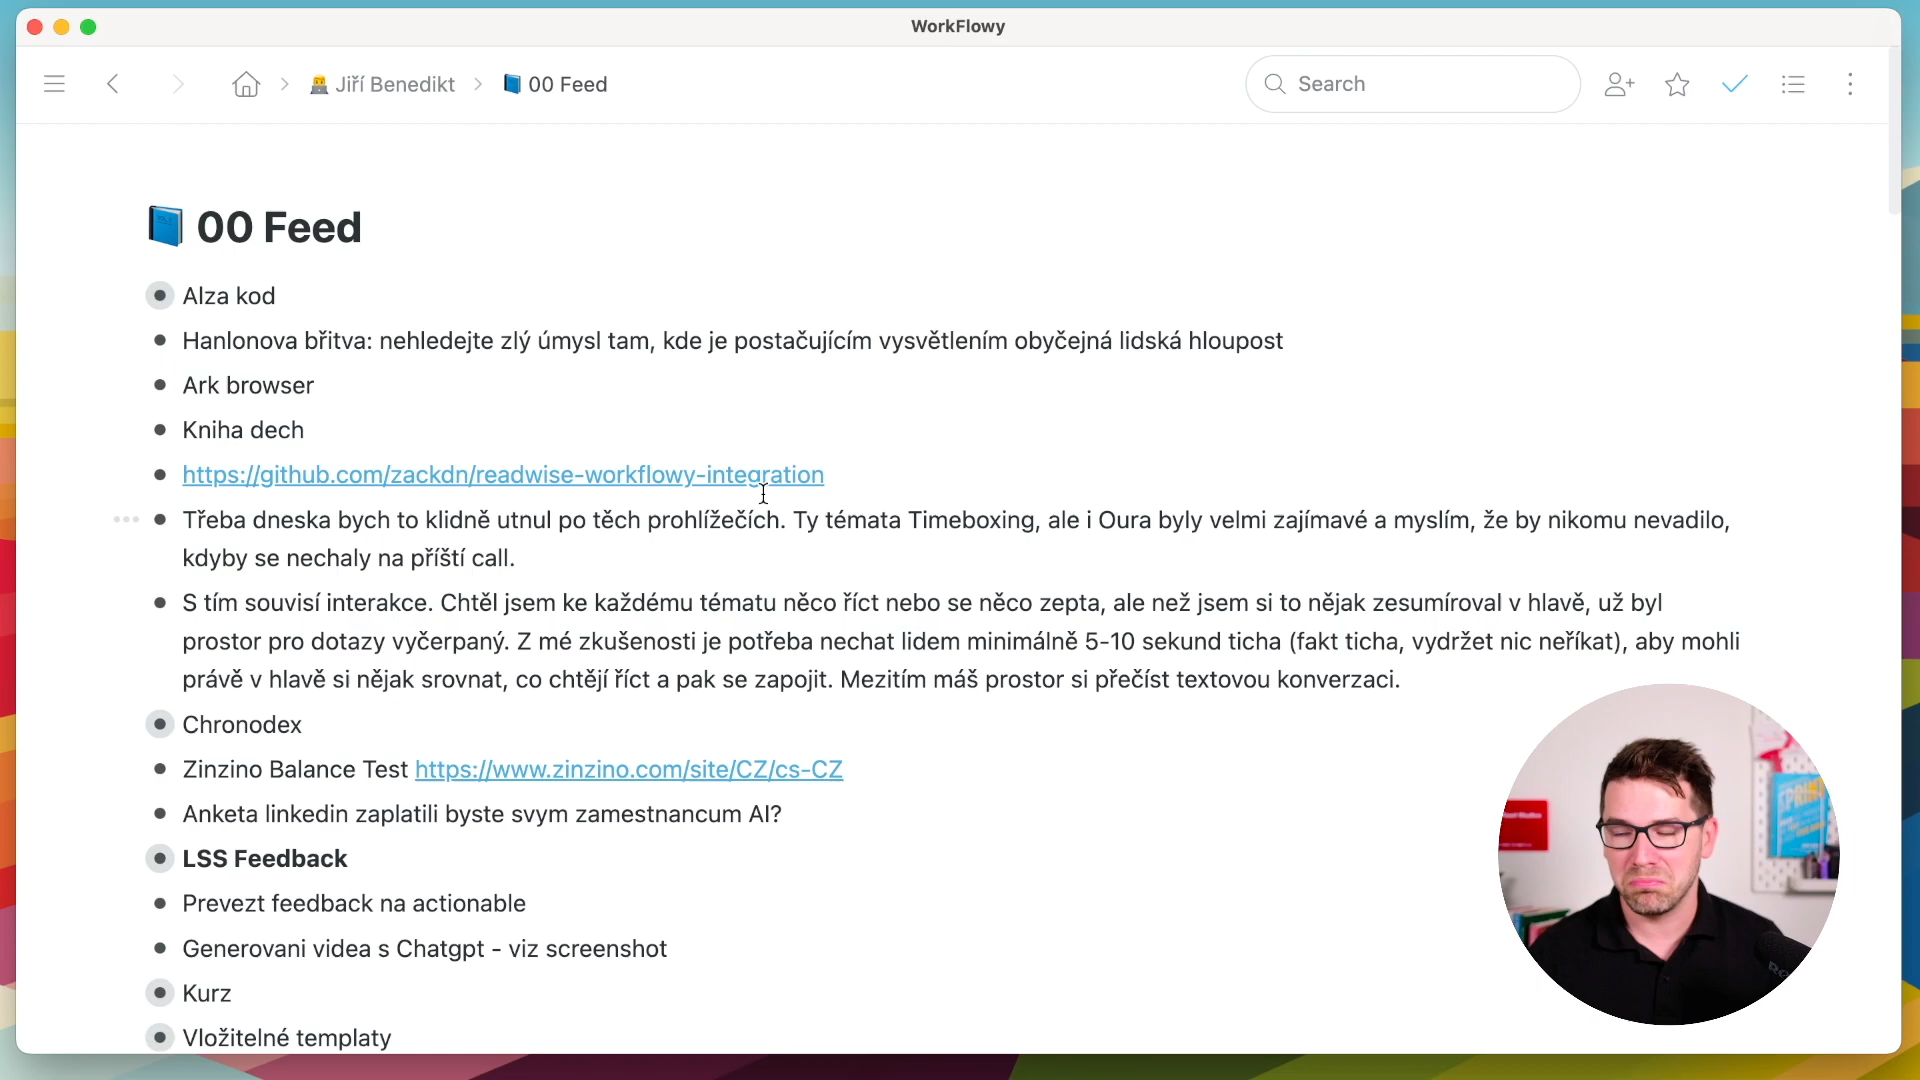 WorkFlowy
Jiří Benedikt
00 Feed
Search
00 Feed
Alza kod
Hanlonova břitva: nehledejte zlý úmysl tam, kde je postačujícím vysvětlením obyčejná lidská hloupost
Ark browser
Kniha dech
https://github.com/zackdn/readwise-workflowy-integration
Třeba dneska bych to klidně utnul po těch prohlížečích. Ty témata Timeboxing, ale i Oura byly velmi zajímavé a myslím, že by nikomu nevadilo,
kdyby se nechaly na příští call.
S tím souvisí interakce. Chtěl jsem ke každému tématu něco říct nebo se něco zepta, ale než jsem si to nějak zesumíroval v hlavě, už byl
prostor pro dotazy vyčerpaný. Z mé zkušenosti je potřeba nechat lidem minimálně 5-10 sekund ticha (fakt ticha, vydržet nic neříkat), aby mohli
právě v hlavě si nějak srovnat, co chtějí říct a pak se zapojit. Mezitím máš prostor si přečíst textovou konverzaci.
Chronodex
Zinzino Balance Test https://www.zinzino.com/site/CZ/cs-CZ
Anketa linkedin zaplatili byste svym zamestnancum AI?
LSS Feedback
Prevezt feedback na actionable
Generovani videa s Chatgpt - viz screenshot
Kurz
Vložitelné templaty